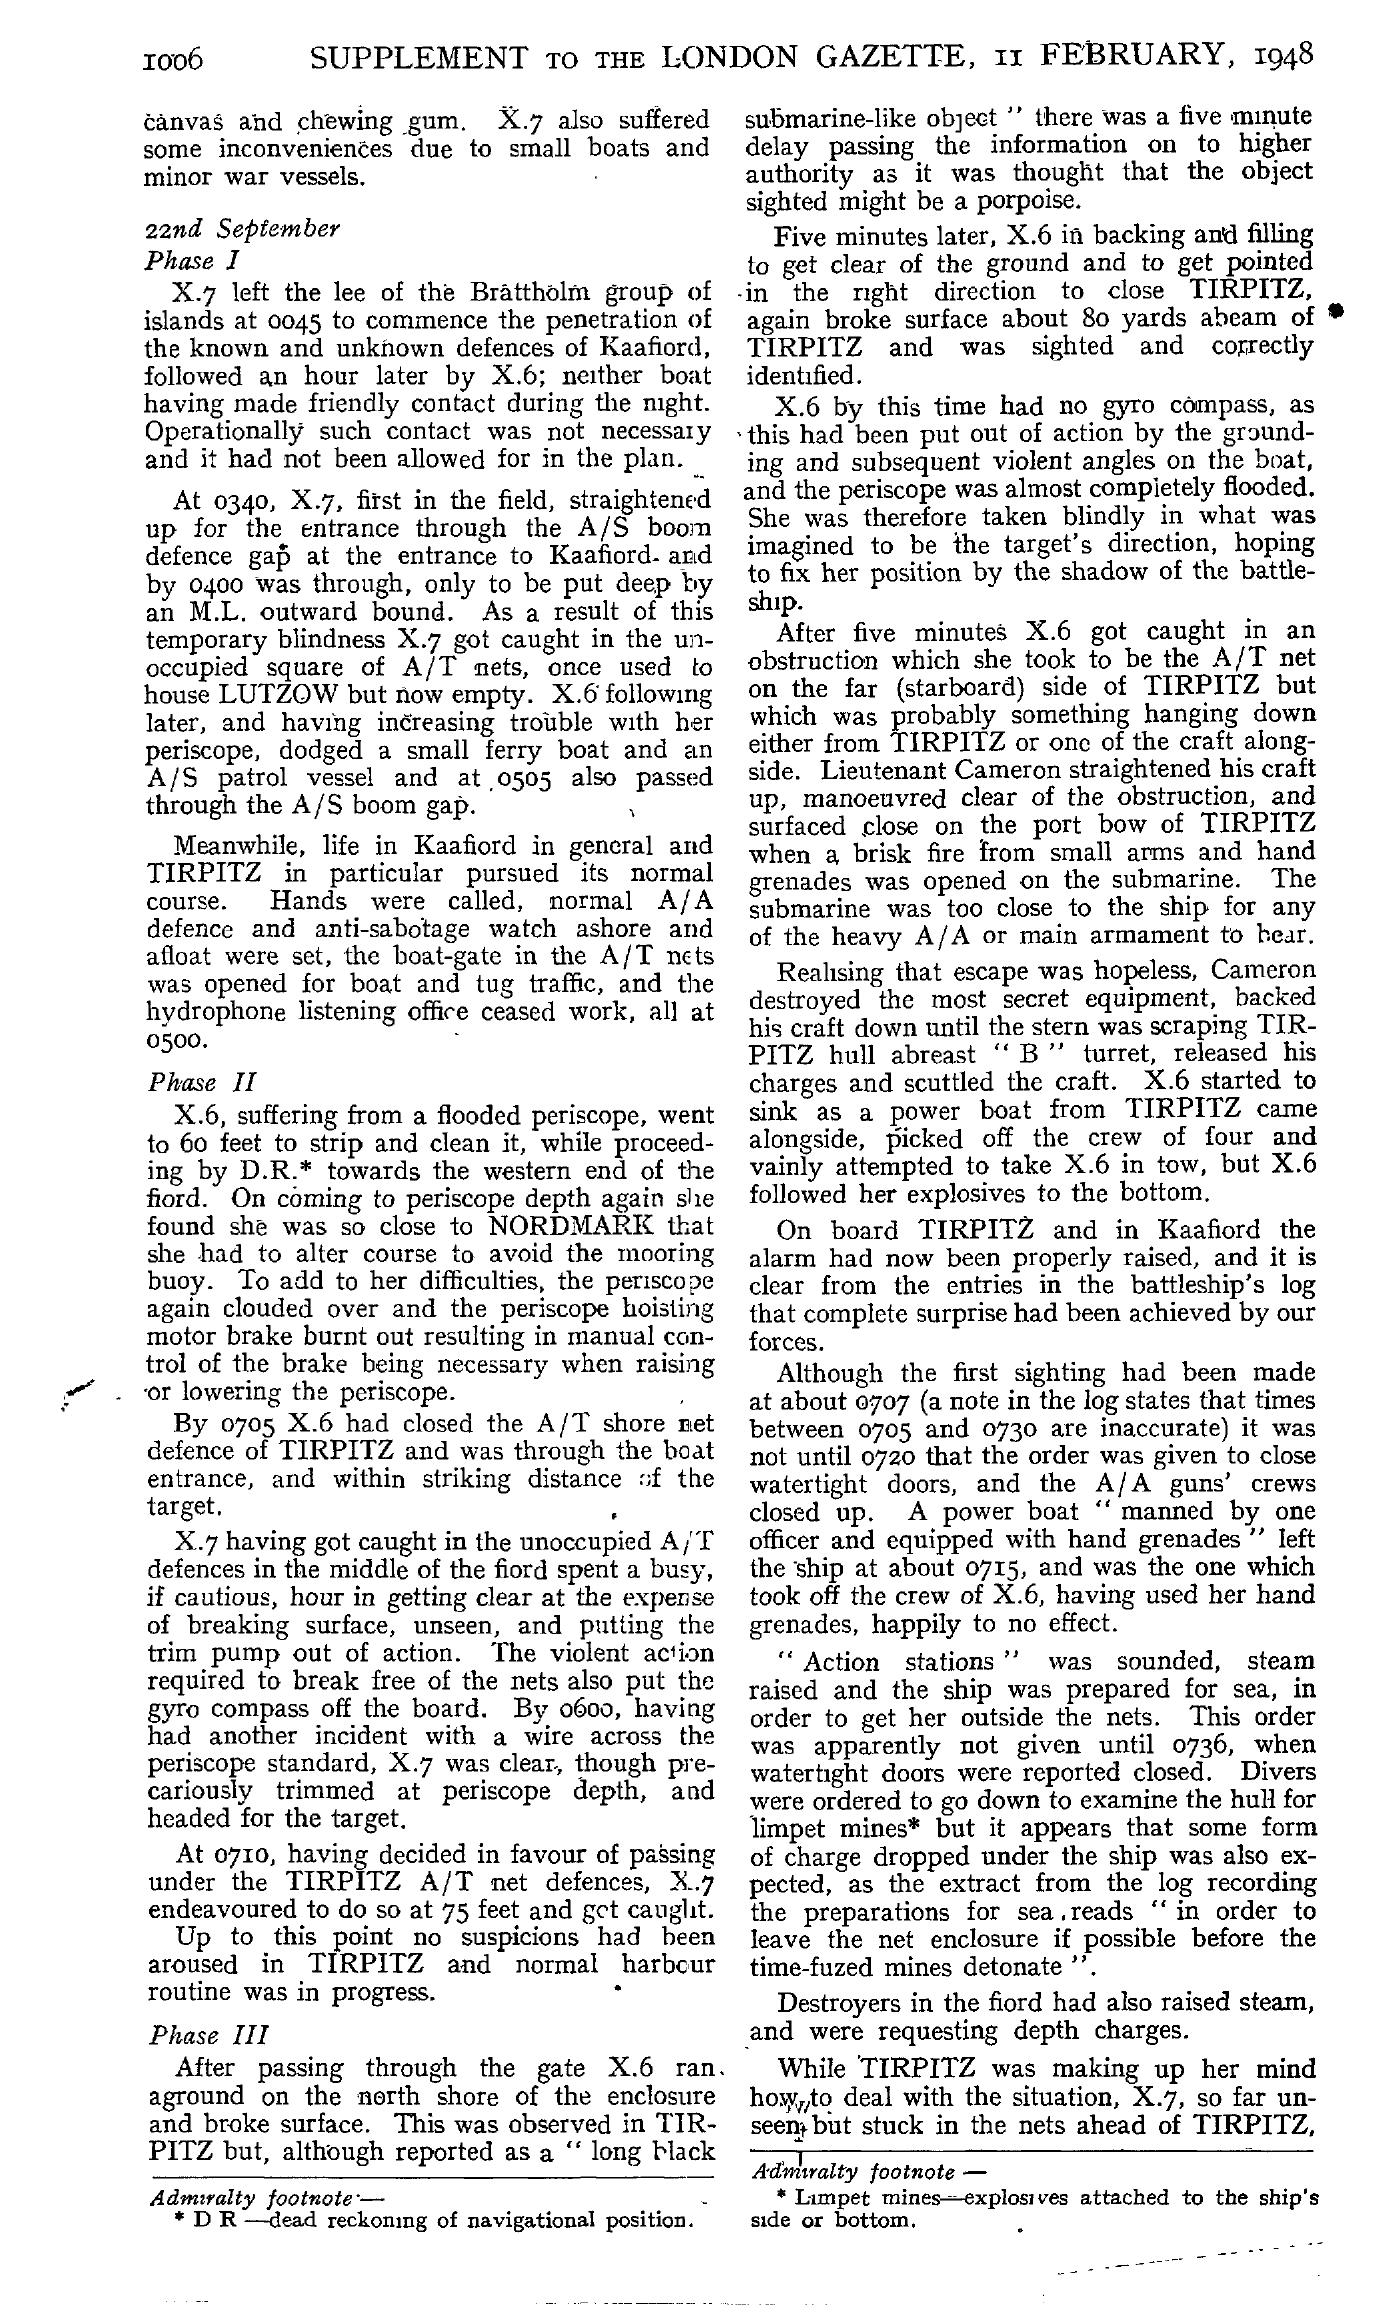 1006 SUPPLEMENT TO THE LONDON GAZETTE, 11 FEBRUARY, 1948
canvas and chewing gum. X.7 also suffered
some inconveniences due to small boats and
minor war vessels.
22nd September
Phase I
X.7 left the lee of the Brattholm group of
islands at 0045 to commence the penetration of
the known and unknown defences of Kaafiord,
followed an hour later by X.6; neither boat
having made friendly contact during the night.
Operationally such contact was not necessary
and it had not been allowed for in the plan.
At 0340, X.7, first in the field, straightened
up for the entrance through the A/S boom
defence gap at the entrance to Kaafiord and
by 0400 was through, only to be put deep by
an M.L. outward bound. As a result of this
temporary blindness X.7 got caught in the un-
occupied square of A/T nets, once used to
house LUTZOW but now empty. X.6 following
later, and having increasing trouble with her
periscope, dodged a small ferry boat and an
A/S patrol vessel and at 0505 also passed
through the A/S boom gap.
Meanwhile, life in Kaafiord in general and
TIRPITZ in particular pursued its normal
course. Hands were called, normal A/A
defence and anti-sabotage watch ashore and
afloat were set, the boat-gate in the A/T nets
was opened for boat and tug traffic, and the
hydrophone listening office ceased work, all at
0500.
Phase II
X.6, suffering from a flooded periscope, went
to 60 feet to strip and clean it, while proceed-
ing by D.R.* towards the western end of the
fiord. On coming to periscope depth again she
found she was so close to NORDMARK that
she had to alter course to avoid the mooring
buoy. To add to her difficulties, the periscope
again clouded over and the periscope hoisting
motor brake burnt out resulting in manual con-
trol of the brake being necessary when raising
or lowering the periscope.
By 0705 X.6 had closed the A/T shore net
defence of TIRPITZ and was through the boat
entrance, and within striking distance of the
target.
X.7 having got caught in the unoccupied A/T
defences in the middle of the fiord spent a busy,
if cautious, hour in getting clear at the expense
of breaking surface, unseen, and putting the
trim pump out of action. The violent action
required to break free of the nets also put the
gyro compass off the board. By 0600, having
had another incident with a wire across the
periscope standard, X.7 was clear, though pre-
cariously trimmed at periscope depth, and
headed for the target.
At 0710, having decided in favour of passing
under the TIRPITZ A/T net defences, X.7
endeavoured to do so at 75 feet and got caught.
Up to this point no suspicions had been
aroused in TIRPITZ and normal harbour
routine was in progress.
Phase III
After passing through the gate X.6 ran
aground on the north shore of the enclosure
and broke surface. This was observed in TIR-
PITZ but, although reported as a " long black
Admiralty footnote —
* D R —dead reckoning of navigational position.
submarine-like object " there was a five minute
delay passing the information on to higher
authority as it was thought that the object
sighted might be a porpoise.
Five minutes later, X.6 in backing and filling
to get clear of the ground and to get pointed
in the right direction to close TIRPITZ,
again broke surface about 80 yards abeam of
TIRPITZ and was sighted and correctly
identified.
X.6 by this time had no gyro compass, as
this had been put out of action by the ground-
ing and subsequent violent angles on the boat,
and the periscope was almost completely flooded.
She was therefore taken blindly in what was
imagined to be the target's direction, hoping
to fix her position by the shadow of the battle-
ship.
After five minutes X.6 got caught in an
obstruction which she took to be the A/T net
on the far (starboard) side of TIRPITZ but
which was probably something hanging down
either from TIRPITZ or one of the craft along-
side. Lieutenant Cameron straightened his craft
up, manoeuvred clear of the obstruction, and
surfaced close on the port bow of TIRPITZ
when a brisk fire from small arms and hand
grenades was opened on the submarine. The
submarine was too close to the ship for any
of the heavy A/A or main armament to bear.
Realising that escape was hopeless, Cameron
destroyed the most secret equipment, backed
his craft down until the stern was scraping TIR-
PITZ hull abreast " B " turret, released his
charges and scuttled the craft. X.6 started to
sink as a power boat from TIRPITZ came
alongside, picked off the crew of four and
vainly attempted to take X.6 in tow, but X.6
followed her explosives to the bottom.
On board TIRPITZ and in Kaafiord the
alarm had now been properly raised, and it is
clear from the entries in the battleship's log
that complete surprise had been achieved by our
forces.
Although the first sighting had been made
at about 0707 (a note in the log states that times
between 0705 and 0730 are inaccurate) it was
not until 0720 that the order was given to close
watertight doors, and the A/A guns' crews
closed up. A power boat " manned by one
officer and equipped with hand grenades " left
the ship at about 0715, and was the one which
took off the crew of X.6, having used her hand
grenades, happily to no effect.
" Action stations " was sounded, steam
raised and the ship was prepared for sea, in
order to get her outside the nets. This order
was apparently not given until 0736, when
watertight doors were reported closed. Divers
were ordered to go down to examine the hull for
limpet mines* but it appears that some form
of charge dropped under the ship was also ex-
pected, as the extract from the log recording
the preparations for sea reads " in order to
leave the net enclosure if possible before the
time-fuzed mines detonate ".
Destroyers in the fiord had also raised steam,
and were requesting depth charges.
While TIRPITZ was making up her mind
how to deal with the situation, X.7, so far un-
seen but stuck in the nets ahead of TIRPITZ,
Admiralty footnote —
* Limpet mines—explosives attached to the ship's
side or bottom.